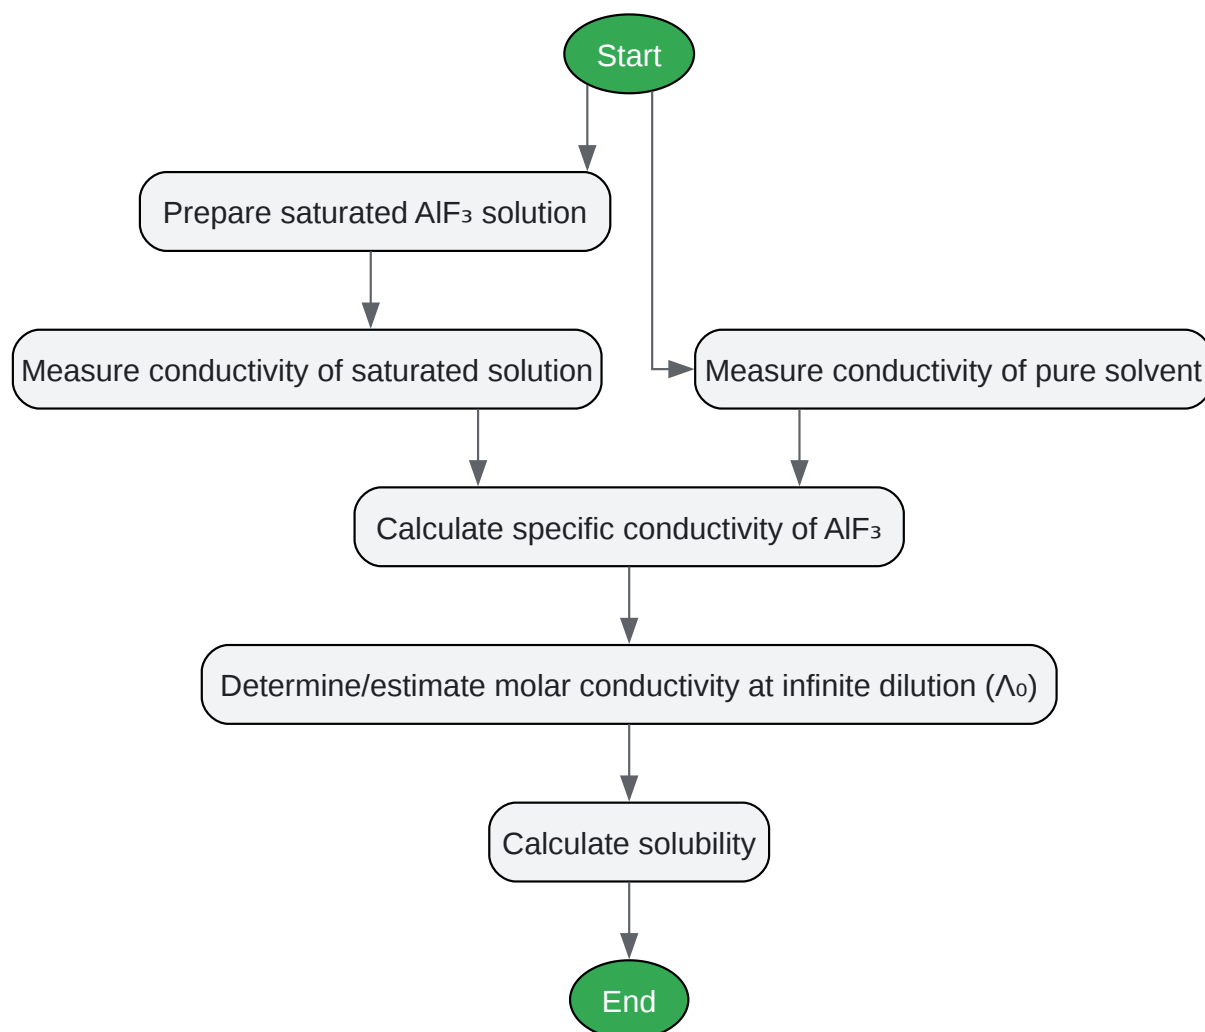 Start
Prepare saturated AlF₃ solution
Measure conductivity of saturated solution
Measure conductivity of pure solvent
Calculate specific conductivity of AlF₃
Determine/estimate molar conductivity at infinite dilution (Λ₀)
Calculate solubility
End